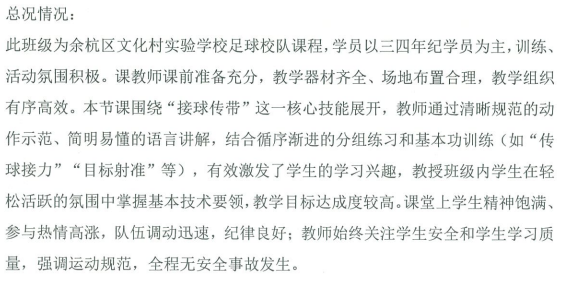 总况情况：
此班级为余杭区文化村实验学校足球校队课程，学员以三四年纪学员为主，训练、
活动氛围积极。课教师课前准备充分，教学器材齐全、场地布置合理，教学组织
有序高效。本节课围绕“接球传带”这一核心技能展开，教师通过清晰规范的动
作示范、简明易懂的语言讲解，结合循序渐进的分组练习和基本功训练（如“传
球接力”“目标射准”等），有效激发了学生的学习兴趣，教授班级内学生在轻
松活跃的氛围中掌握基本技术要领，教学目标达成度较高。课堂上学生精神饱满、
参与热情高涨，队伍调动迅速，纪律良好；教师始终关注学生安全和学生学习质
量，强调运动规范，全程无安全事故发生。